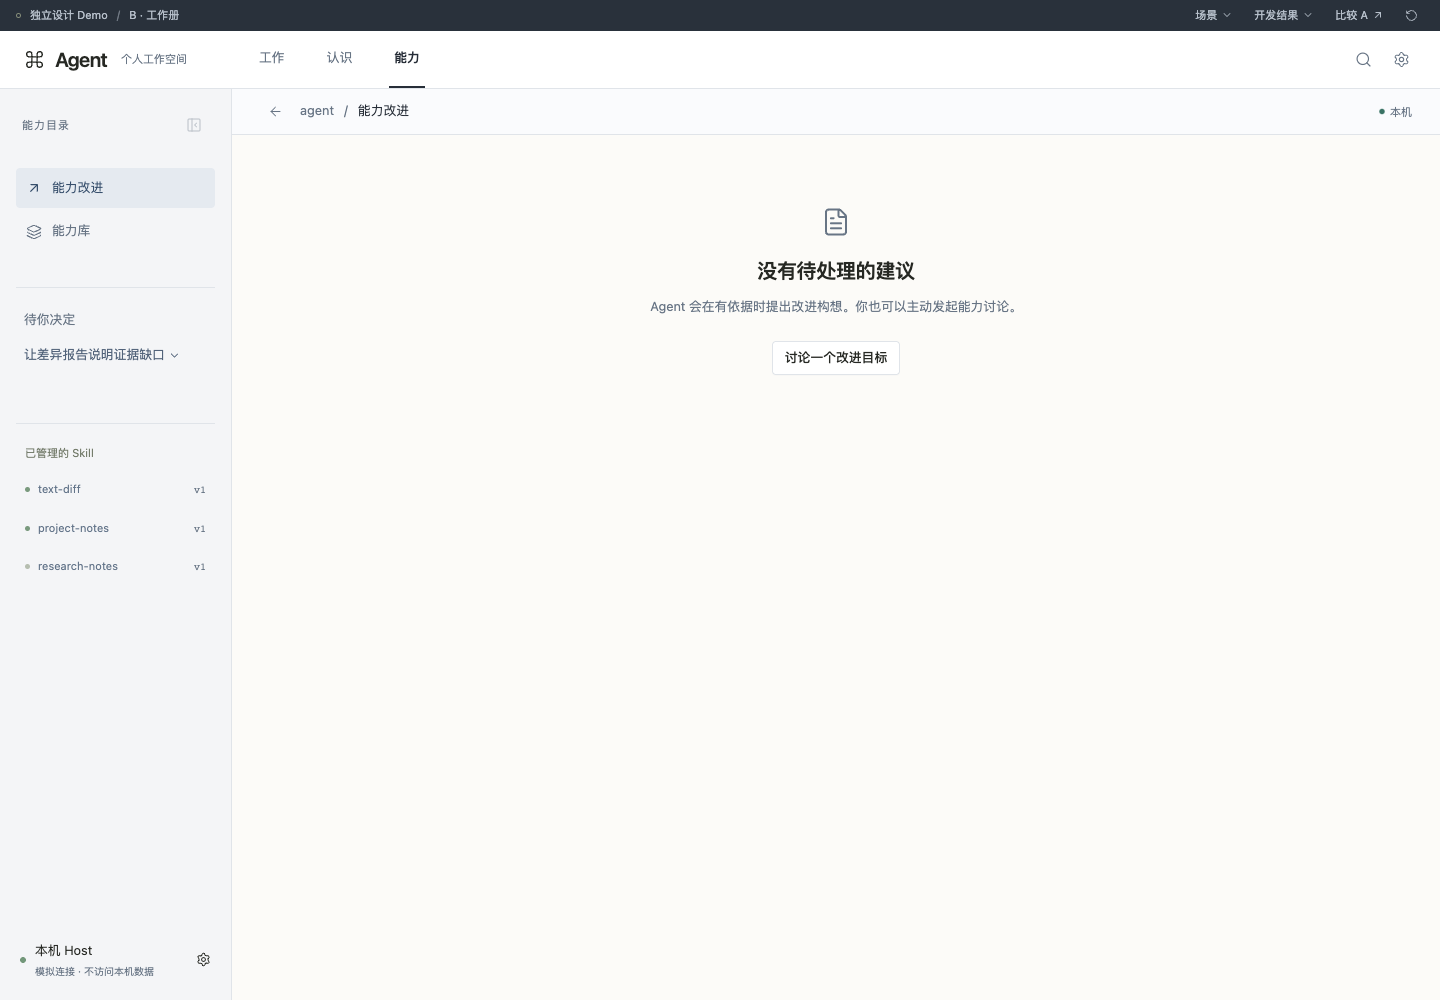 独立设计 Demo / B · 工作册
场景 开发结果 比较 A
Agent 个人工作空间 工作 认识 能力
能力目录
agent / 能力改进
本机
能力改进
能力库
待你决定
让差异报告说明证据缺口
已管理的 Skill
text-diff v1
project-notes v1
research-notes v1
没有待处理的建议
Agent 会在有依据时提出改进构想。你也可以主动发起能力讨论。
讨论一个改进目标
本机 Host
模拟连接 · 不访问本机数据